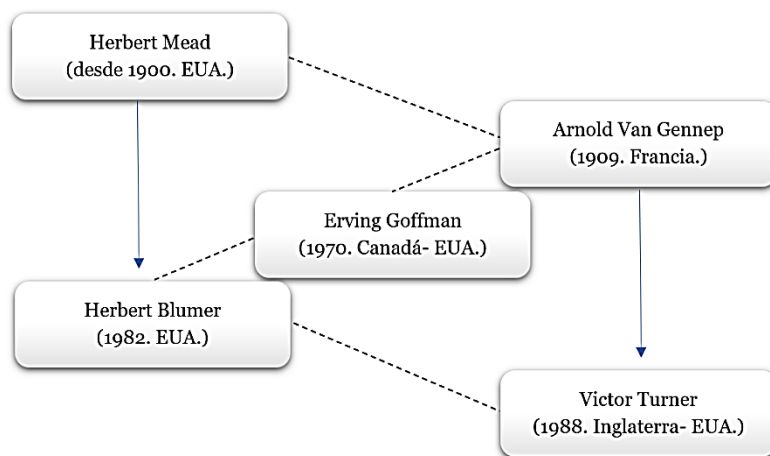 Herbert Mead
(desde 1900. EUA.)
Arnold Van Gennep
(1909. Francia.)
Erving Goffman
(1970. Canadá- EUA.)
Herbert Blumer
(1982. EUA.)
Victor Turner
(1988. Inglaterra- EUA.)